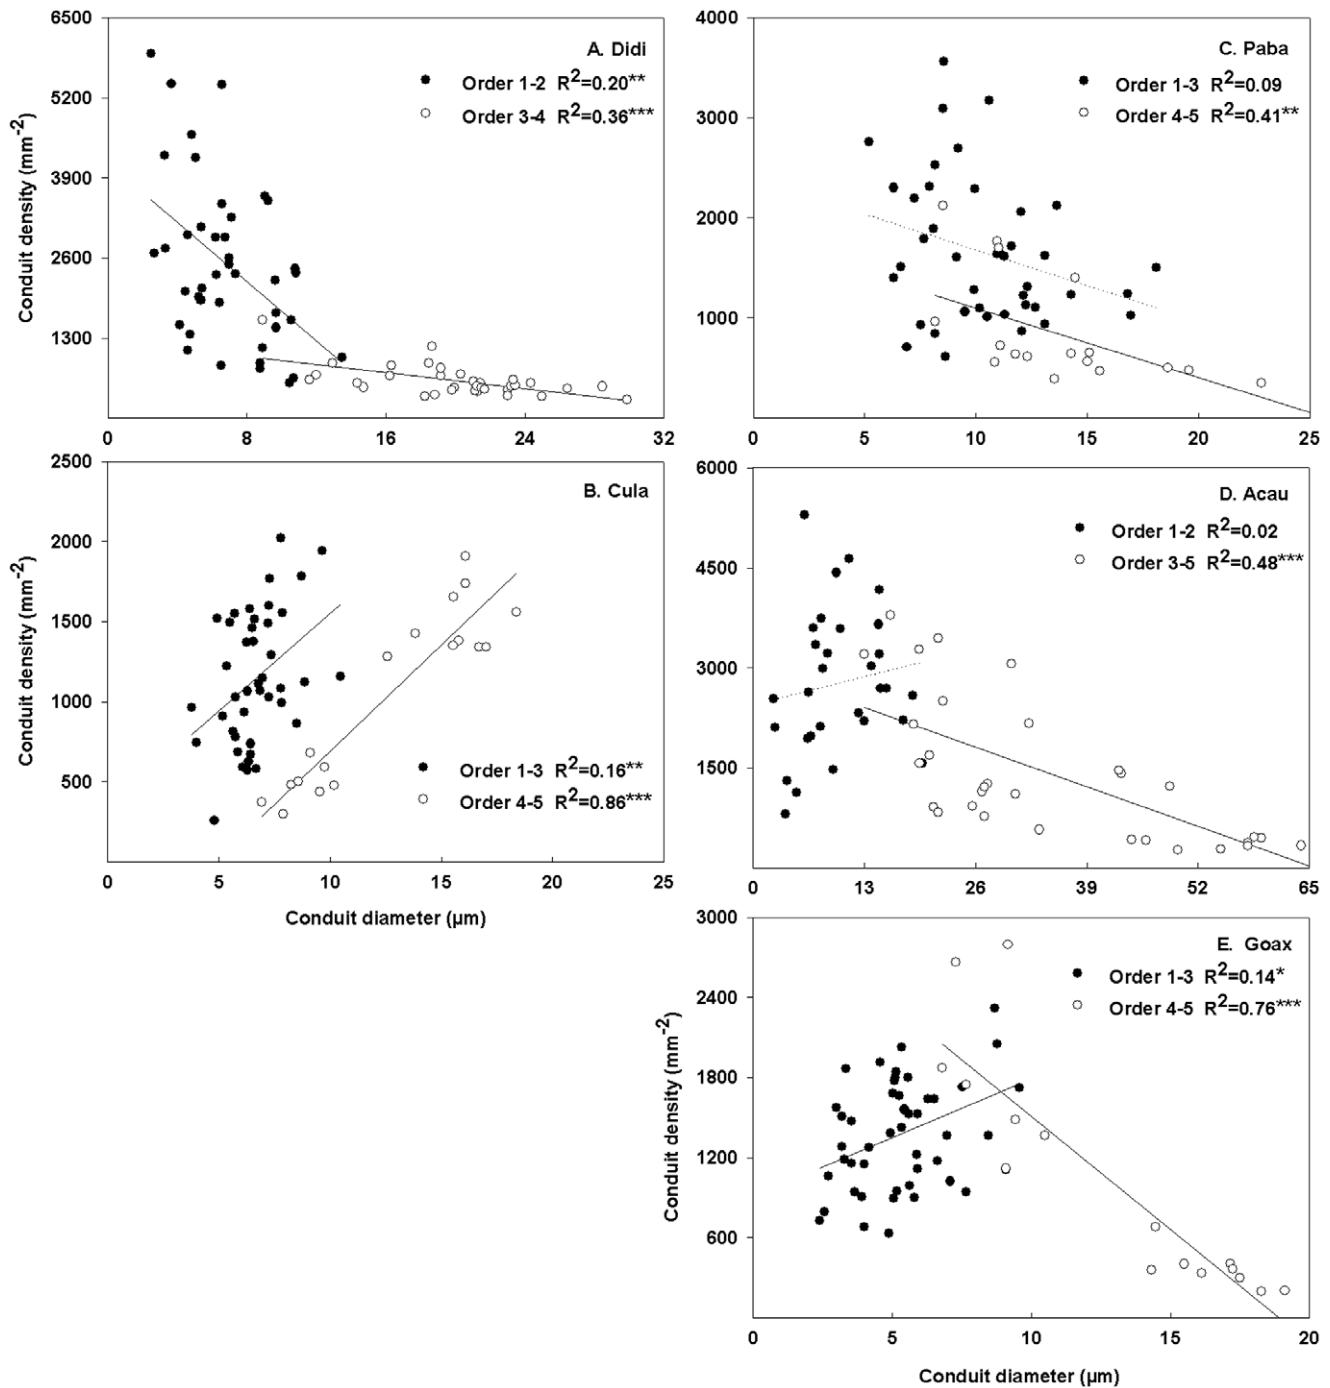 A. Didi
Order 1-2 R2=0.20**
Order 3-4 R2=0.36***
6500
5200
3900
2600
1300
Conduit density (mm-2)
0 8 16 24 32
C. Paba
Order 1-3 R2=0.09
Order 4-5 R2=0.41**
4000
3000
2000
1000
0 5 10 15 20 25
B. Cula
Order 1-3 R2=0.16**
Order 4-5 R2=0.86***
2500
2000
1500
1000
500
Conduit density (mm-2)
0 5 10 15 20 25
Conduit diameter (µm)
D. Acau
Order 1-2 R2=0.02
Order 3-5 R2=0.48***
6000
4500
3000
1500
0 13 26 39 52 65
E. Goax
Order 1-3 R2=0.14*
Order 4-5 R2=0.76***
3000
2400
1800
1200
600
Conduit density (mm-2)
0 5 10 15 20
Conduit diameter (µm)